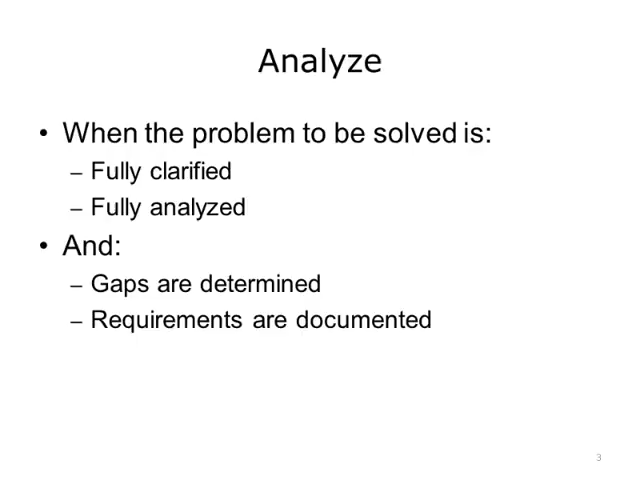 Analyze
• When the problem to be solved is:
– Fully clarified
– Fully analyzed
• And:
– Gaps are determined
– Requirements are documented
3